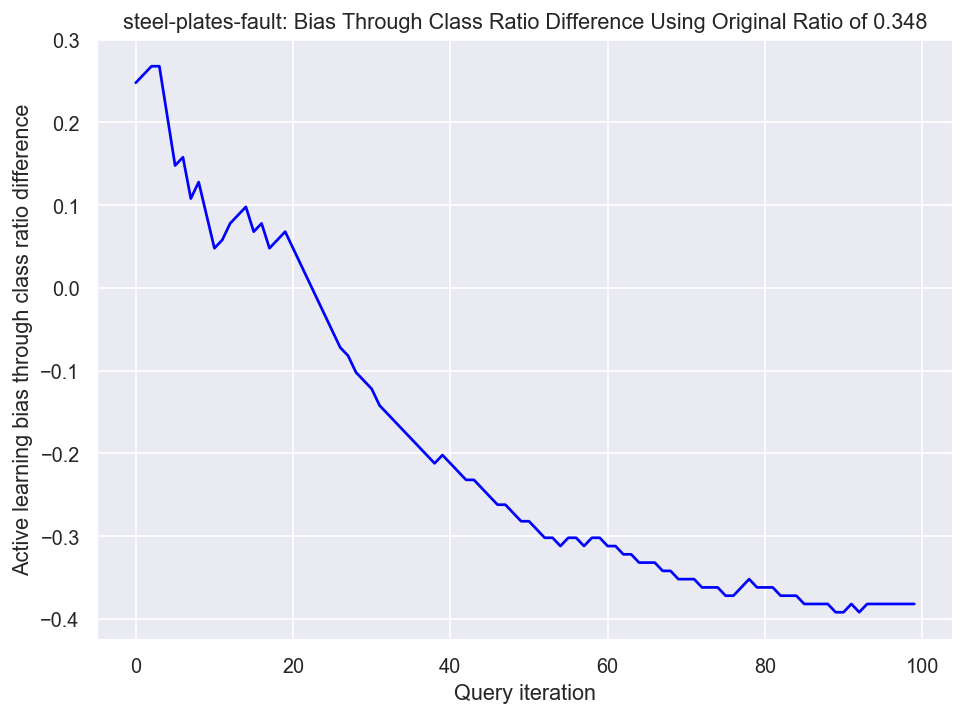 steel-plates-fault: Bias Through Class Ratio Difference Using Original Ratio of 0.348
Active learning bias through class ratio difference
0.3
0.2
0.1
0.0
−0.1
−0.2
−0.3
−0.4
0 20 40 60 80 100
Query iteration